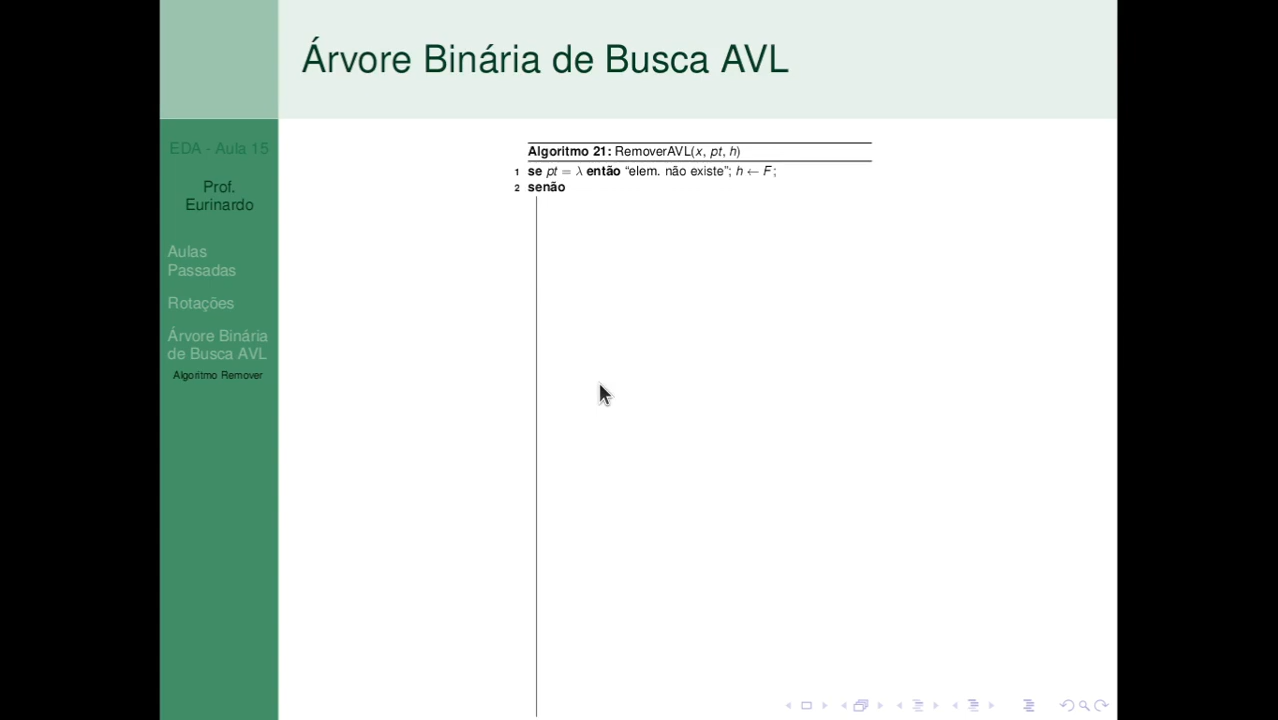 Árvore Binária de Busca AVL
EDA - Aula 15
Prof.
Eurinardo
Aulas
Passadas
Rotações
Árvore Binária
de Busca AVL
Algoritmo Remover
Algoritmo 21: RemoverAVL(x, pt, h)
1 se pt = λ então “elem. não existe”; h ← F;
2 senão